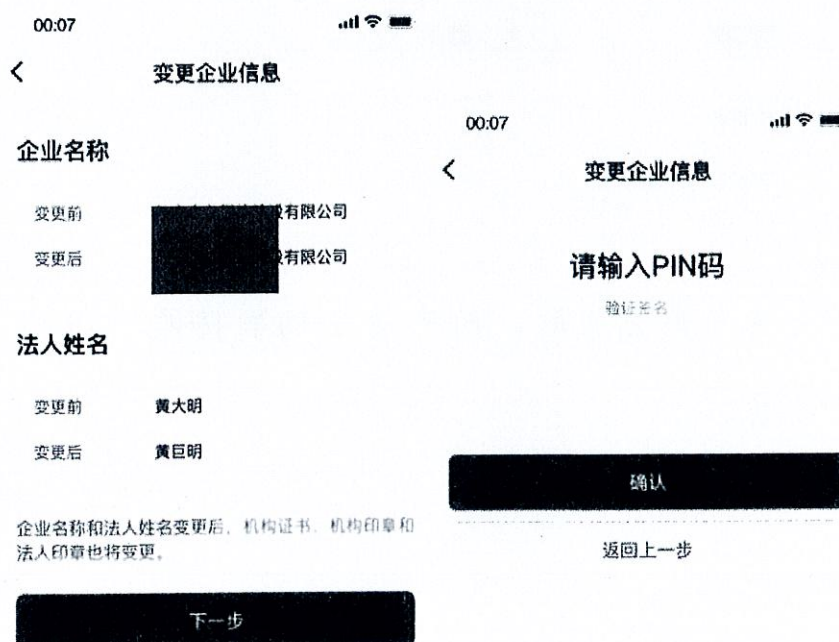 00:07
变更企业信息
企业名称
变更前 有限公司
变更后 有限公司
法人姓名
变更前 黄大明
变更后 黄巨明
企业名称和法人姓名变更后，机构证书、机构印章和
法人印章也将变更。
下一步
00:07
变更企业信息
请输入PIN码
验证签名
确认
返回上一步